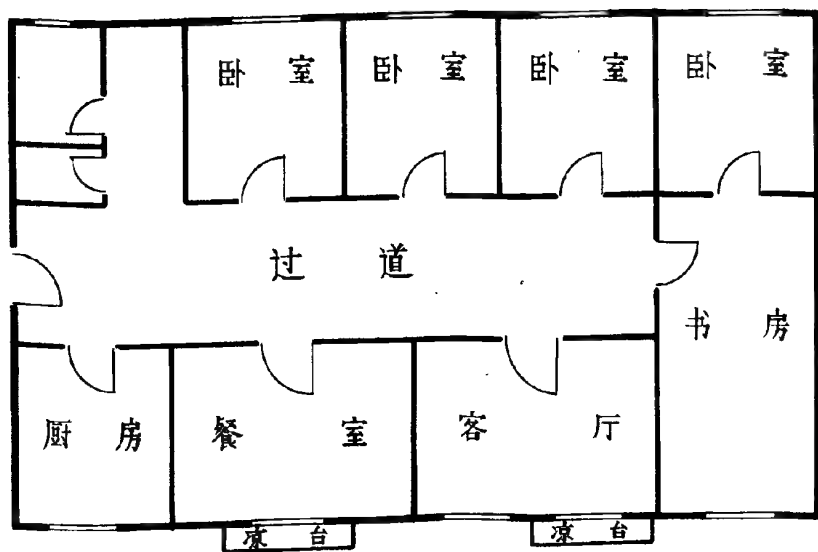 卧室 卧室 卧室 卧室
过道
书房
厨房 餐室 客厅
凉台 凉台